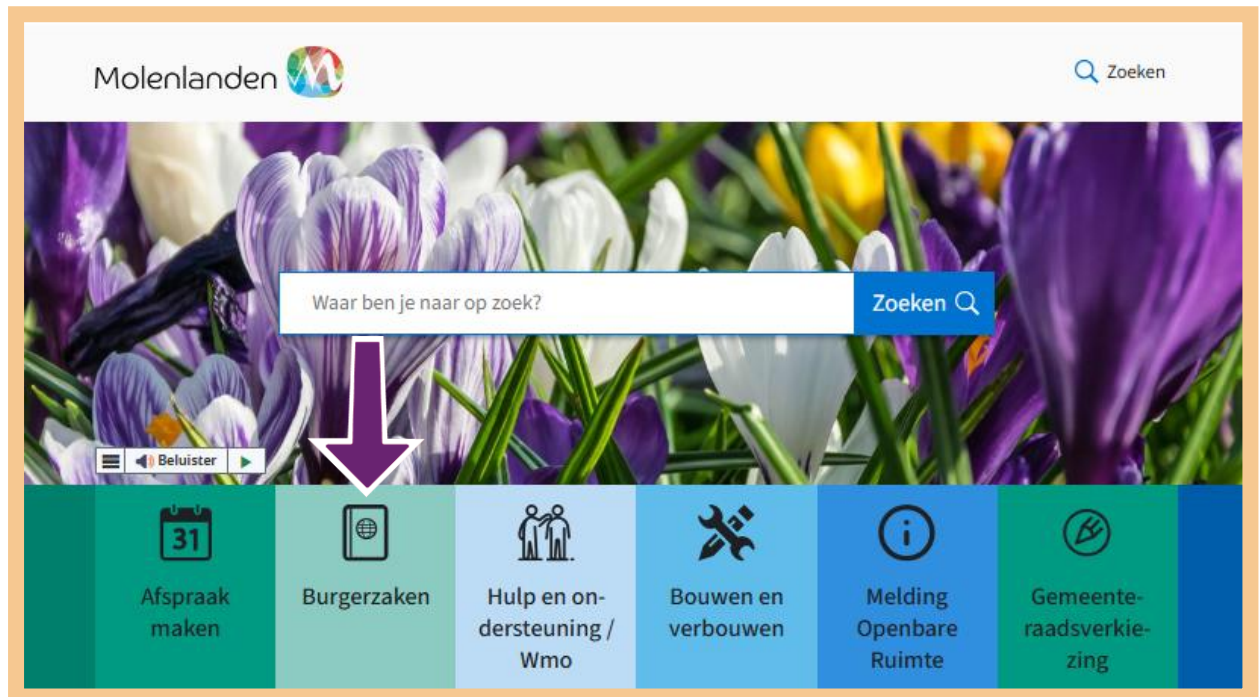 Molenlanden
Zoeken
Waar ben je naar op zoek?
Zoeken
Beluister
31
Afspraak
maken
Burgerzaken
Hulp en on-
dersteuning /
Wmo
Bouwen en
verbouwen
Melding
Openbare
Ruimte
Gemeente-
raadsverkie-
zing